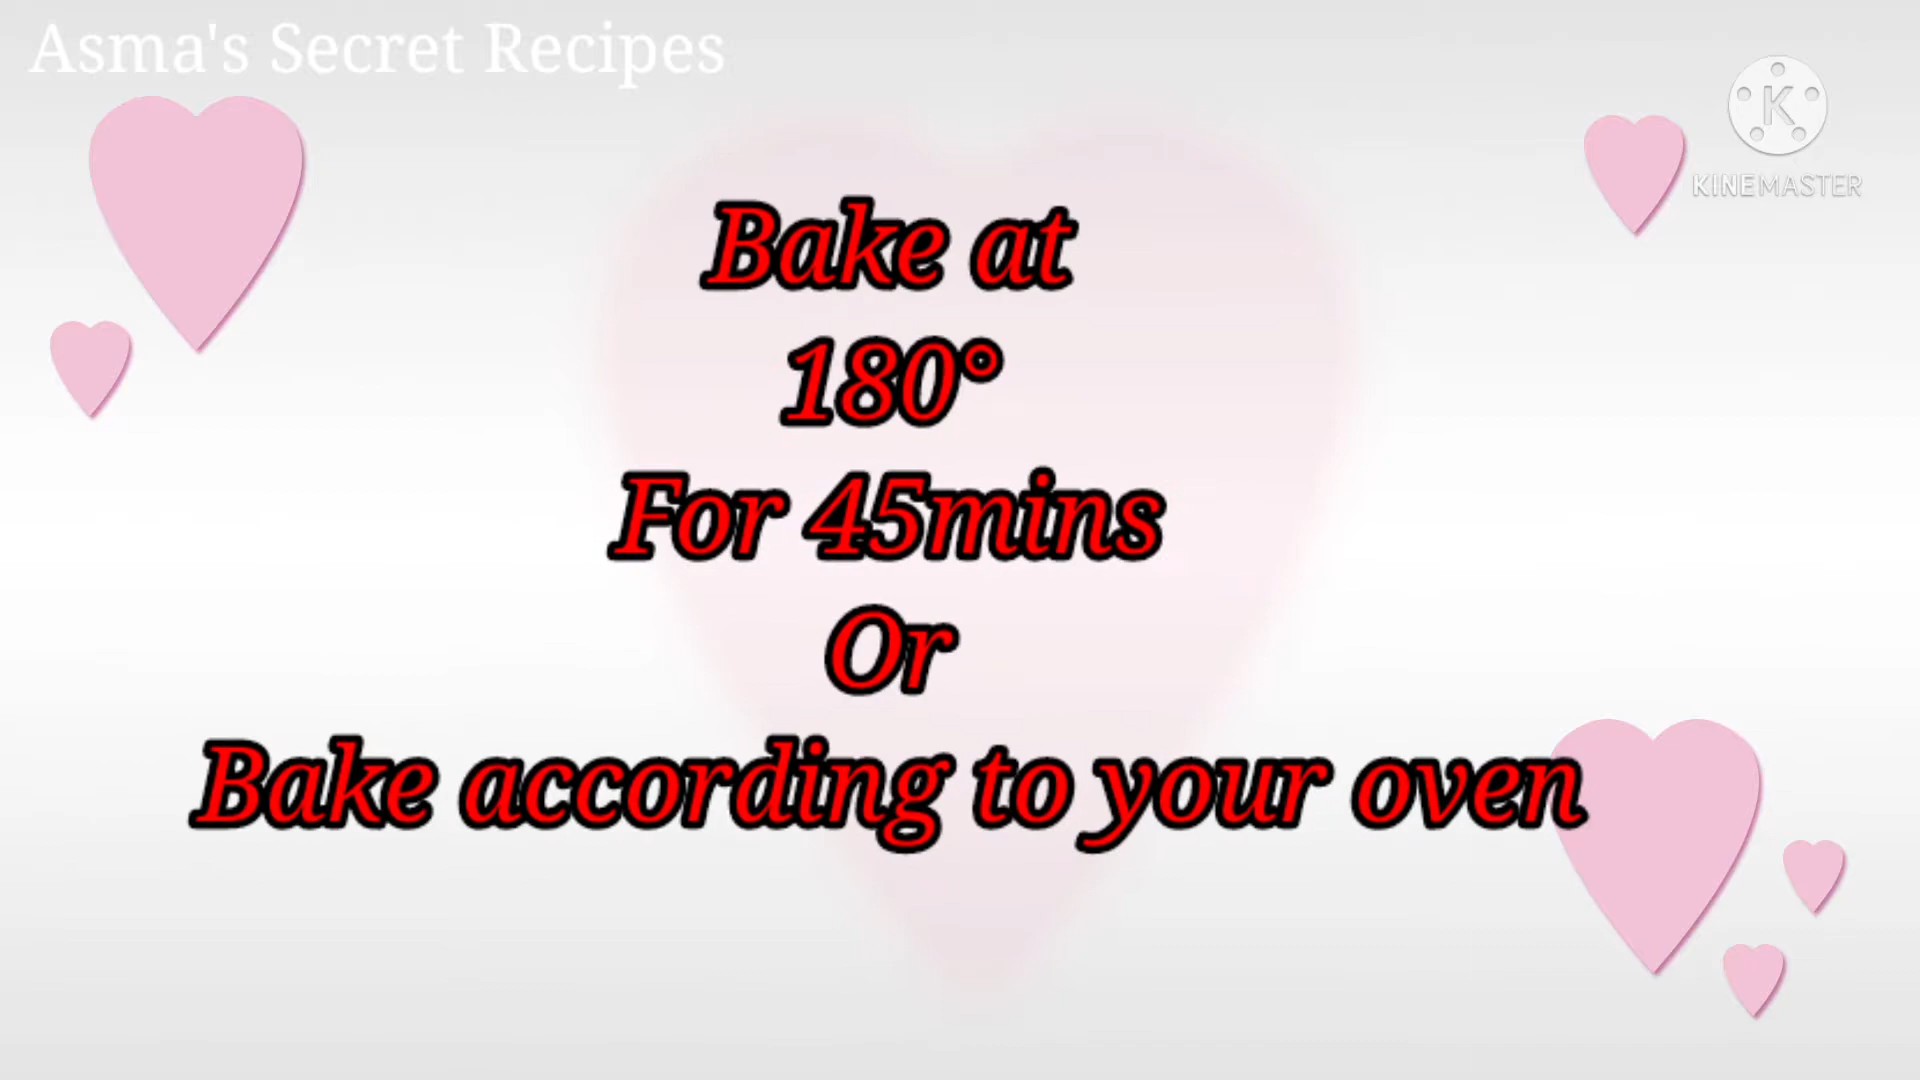 Asma's Secret Recipes
K
KINEMASTER
Bake at
180°
For 45mins
Or
Bake according to your oven